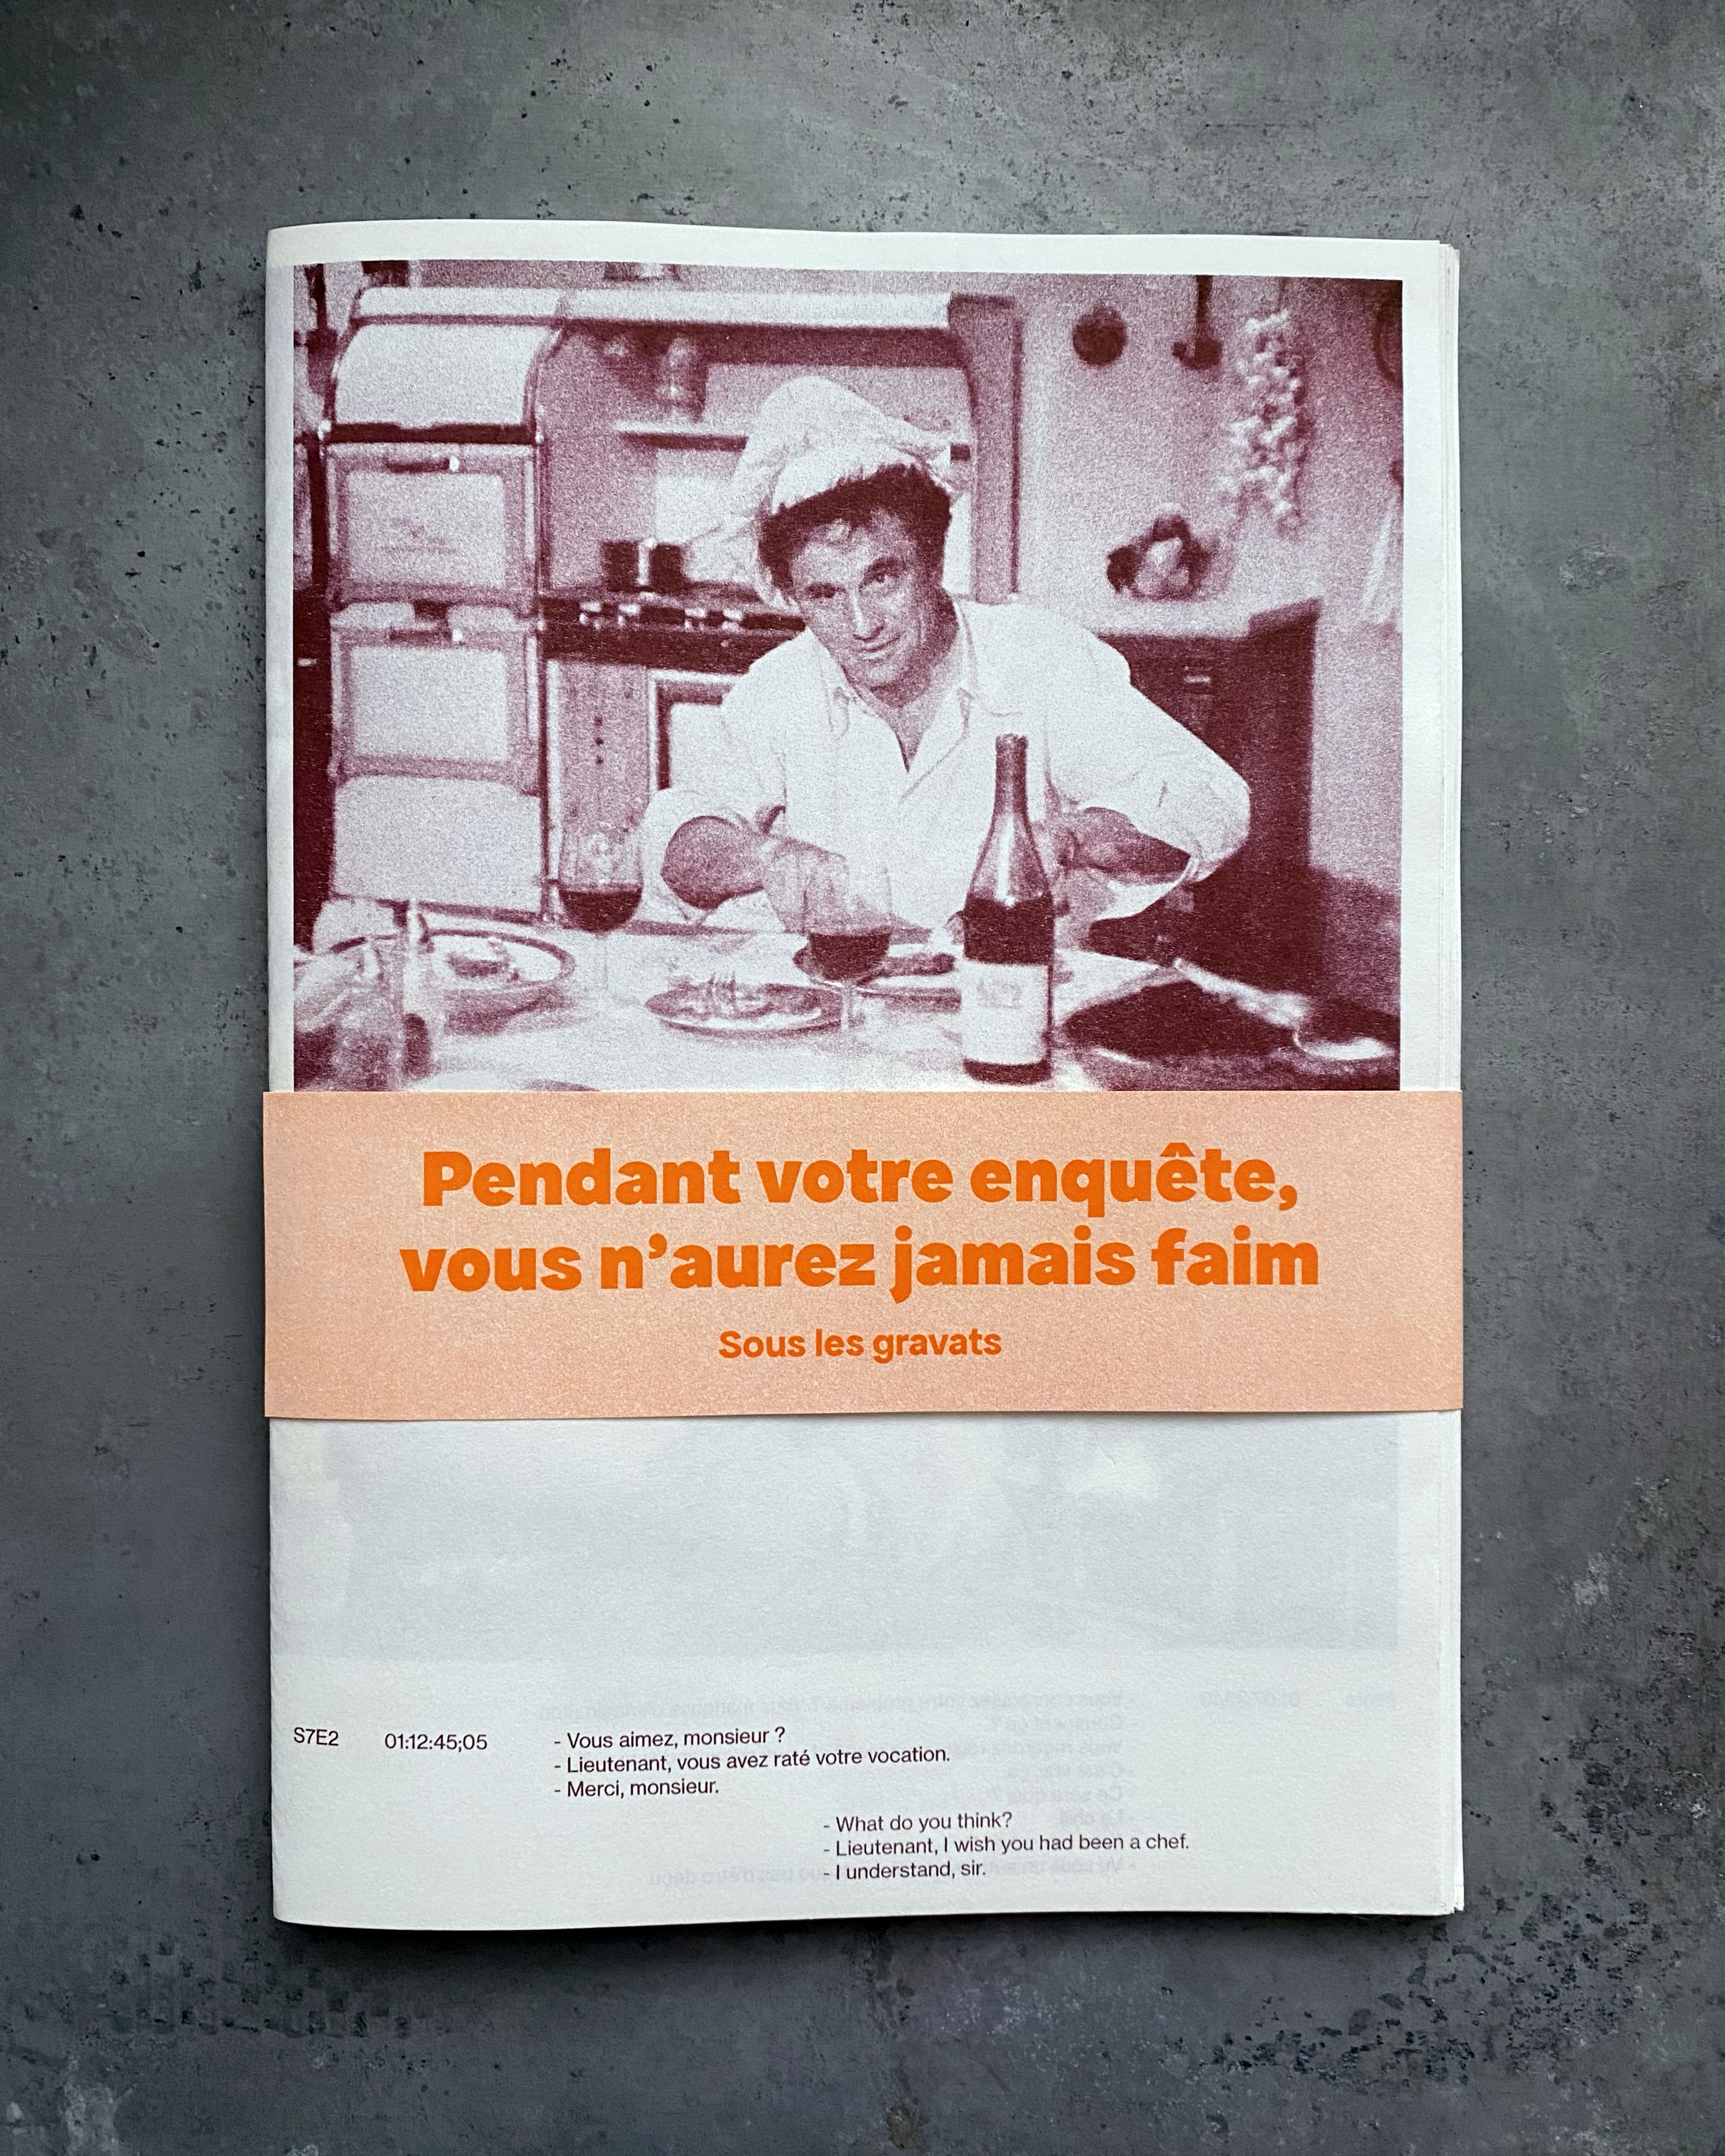 Pendant votre enquête,
vous n’aurez jamais faim
Sous les gravats
S7E2 01:12:45;05 - Vous aimez, monsieur ?
- Lieutenant, vous avez raté votre vocation.
- Merci, monsieur.
- What do you think?
- Lieutenant, I wish you had been a chef.
- I understand, sir.